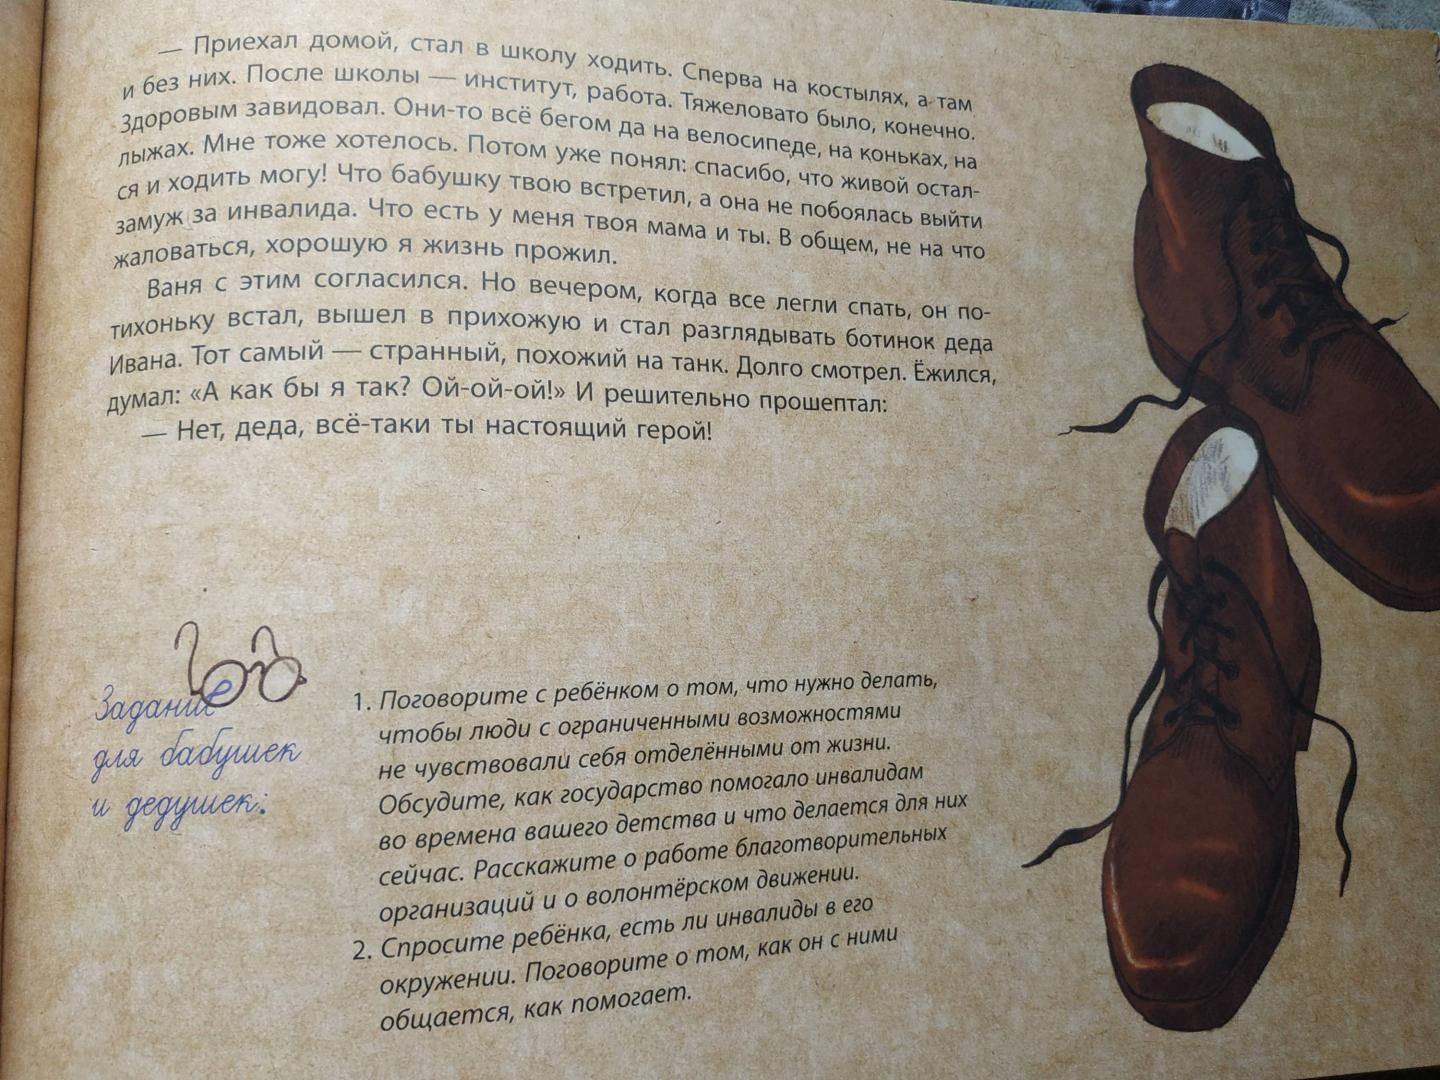 — Приехал домой, стал в школу ходить. Сперва на костылях, а там
и без них. После школы — институт, работа. Тяжеловато было, конечно.
Здоровым завидовал. Они-то всё бегом да на велосипеде, на коньках, на
лыжах. Мне тоже хотелось. Потом уже понял: спасибо, что живой остал-
ся и ходить могу! Что бабушку твою встретил, а она не побоялась выйти
замуж за инвалида. Что есть у меня твоя мама и ты. В общем, не на что
жаловаться, хорошую я жизнь прожил.
Ваня с этим согласился. Но вечером, когда все легли спать, он по-
тихоньку встал, вышел в прихожую и стал разглядывать ботинок деда
Ивана. Тот самый — странный, похожий на танк. Долго смотрел. Ёжился,
думал: «А как бы я так? Ой-ой-ой!» И решительно прошептал:
— Нет, деда, всё-таки ты настоящий герой!
Задание
для бабушек
и дедушек:
1. Поговорите с ребёнком о том, что нужно делать,
чтобы люди с ограниченными возможностями
не чувствовали себя отделёнными от жизни.
Обсудите, как государство помогало инвалидам
во времена вашего детства и что делается для них
сейчас. Расскажите о работе благотворительных
организаций и о волонтёрском движении.
2. Спросите ребёнка, есть ли инвалиды в его
окружении. Поговорите о том, как он с ними
общается, как помогает.